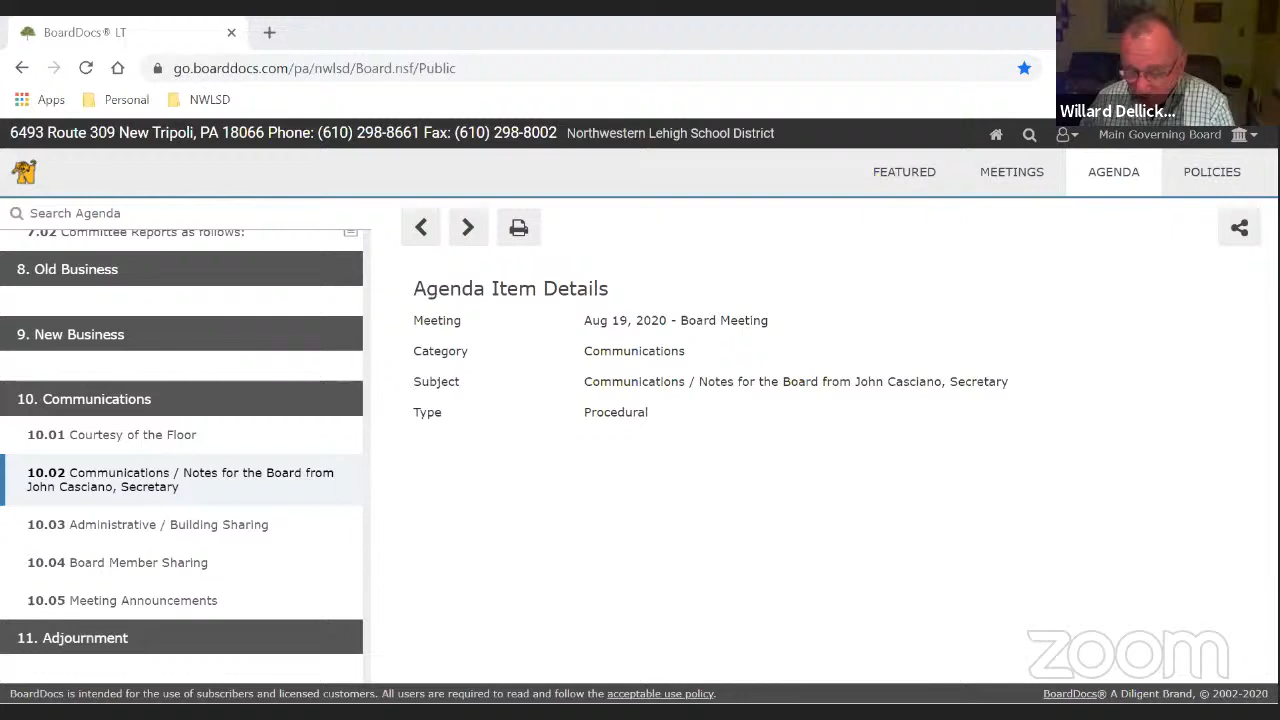 BoardDocs® LT
go.boarddocs.com/pa/nwlsd/Board.nsf/Public
Apps Personal NWLSD
Willard Dellick...
6493 Route 309 New Tripoli, PA 18066 Phone: (610) 298-8661 Fax: (610) 298-8002 Northwestern Lehigh School District
Main Governing Board
FEATURED MEETINGS AGENDA POLICIES
Search Agenda
7.02 Committee Reports as follows:
8. Old Business
9. New Business
10. Communications
10.01 Courtesy of the Floor
10.02 Communications / Notes for the Board from
John Casciano, Secretary
10.03 Administrative / Building Sharing
10.04 Board Member Sharing
10.05 Meeting Announcements
11. Adjournment
Agenda Item Details
Meeting Aug 19, 2020 - Board Meeting
Category Communications
Subject Communications / Notes for the Board from John Casciano, Secretary
Type Procedural
zoom
BoardDocs is intended for the use of subscribers and licensed customers. All users are required to read and follow the acceptable use policy.
BoardDocs® A Diligent Brand, © 2002-2020